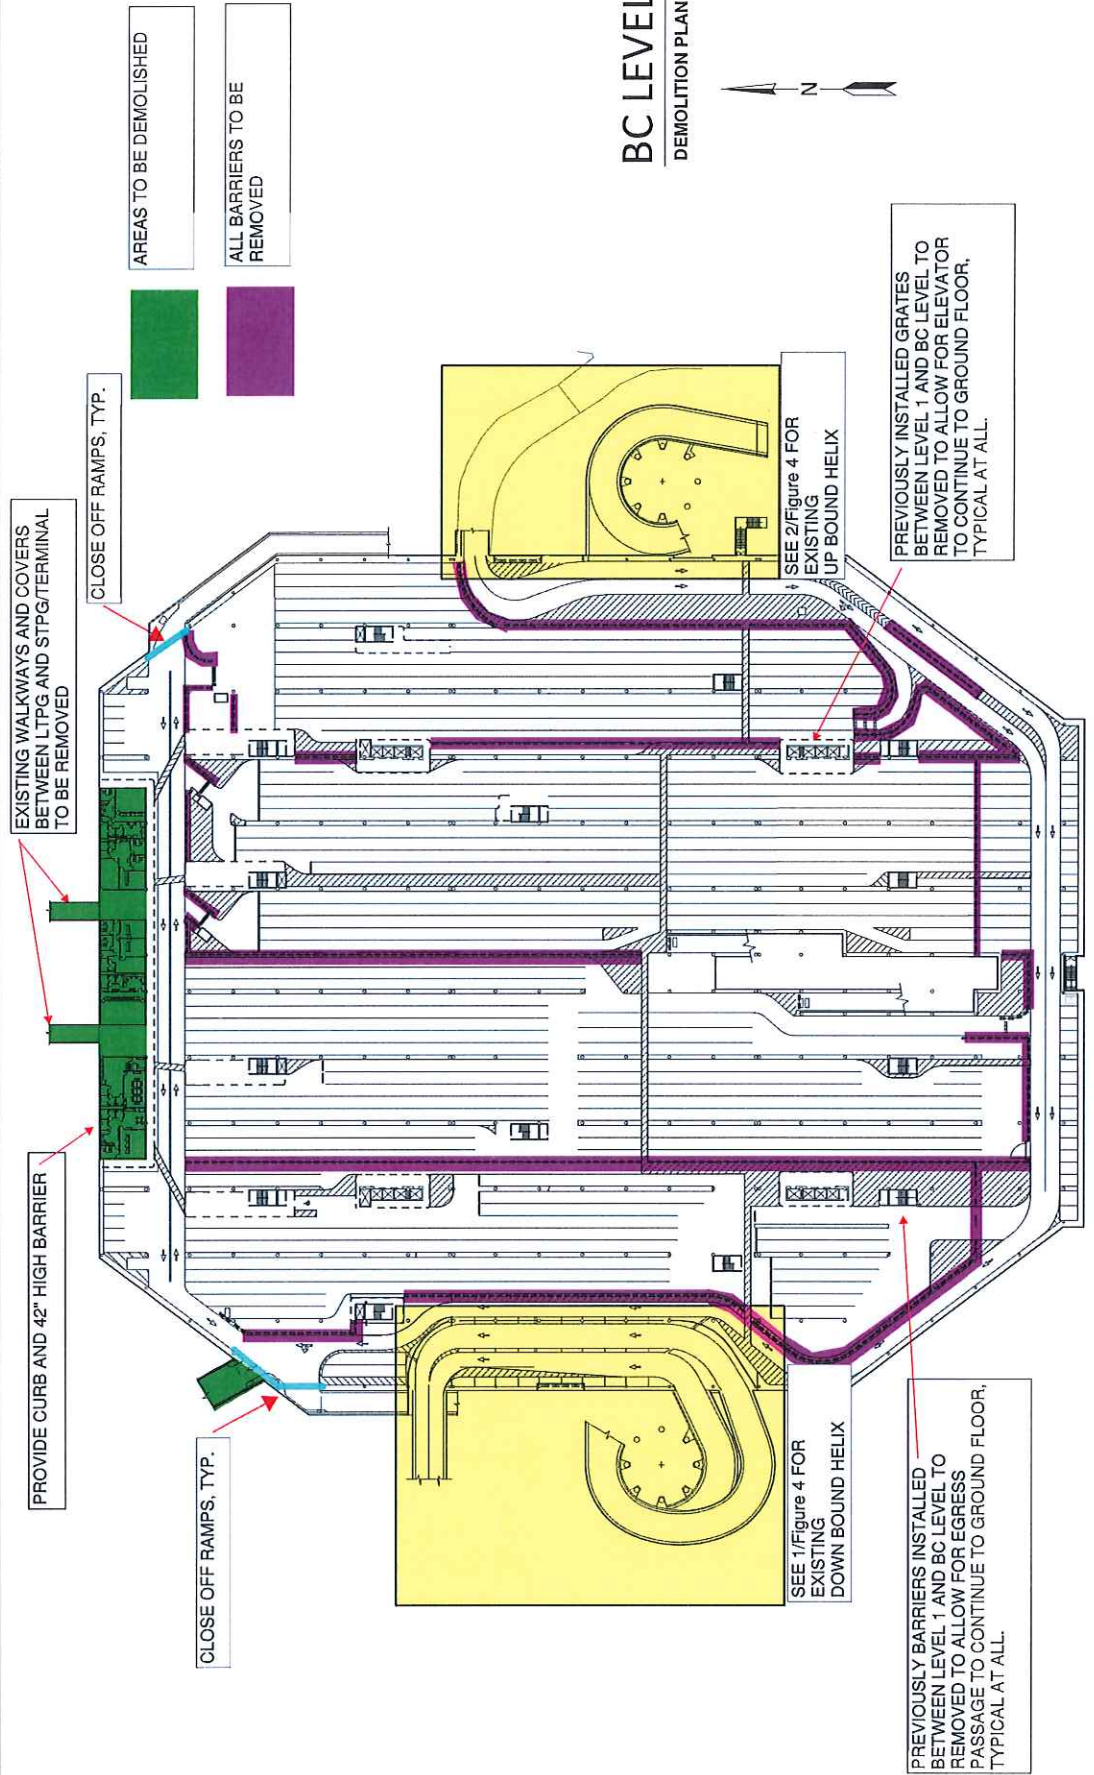 PROVIDE CURB AND 42" HIGH BARRIER
EXISTING WALKWAYS AND COVERS
BETWEEN LTPG AND STPG/TERMINAL
TO BE REMOVED
CLOSE OFF RAMPS, TYP.
AREAS TO BE DEMOLISHED
ALL BARRIERS TO BE
REMOVED
CLOSE OFF RAMPS, TYP.
SEE 1/Figure 4 FOR
EXISTING
DOWN BOUND HELIX
SEE 2/Figure 4 FOR
EXISTING
UP BOUND HELIX
PREVIOUSLY BARRIERS INSTALLED
BETWEEN LEVEL 1 AND BC LEVEL TO
REMOVED TO ALLOW FOR EGRESS
PASSAGE TO CONTINUE TO GROUND FLOOR,
TYPICAL AT ALL.
PREVIOUSLY INSTALLED GRATES
BETWEEN LEVEL 1 AND BC LEVEL TO
REMOVED TO ALLOW FOR ELEVATOR
TO CONTINUE TO GROUND FLOOR,
TYPICAL AT ALL.
BC LEVEL
DEMOLITION PLAN
N